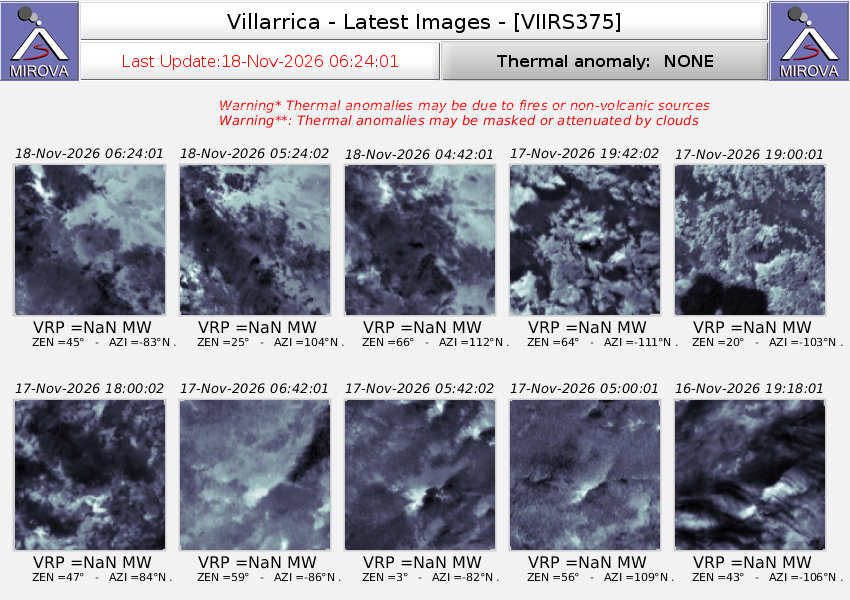 Villarrica - Latest Images - [VIIRS375]
MIROVA
Last Update:18-Nov-2026 06:24:01
Thermal anomaly: NONE
MIROVA
Warning* Thermal anomalies may be due to fires or non-volcanic sources
Warning**: Thermal anomalies may be masked or attenuated by clouds
18-Nov-2026 06:24:01 18-Nov-2026 05:24:02 18-Nov-2026 04:42:01 17-Nov-2026 19:42:02 17-Nov-2026 19:00:01
VRP =NaN MW VRP =NaN MW VRP =NaN MW VRP =NaN MW VRP =NaN MW
ZEN =45° - AZI =-83°N . ZEN =25° - AZI =104°N . ZEN =66° - AZI =112°N . ZEN =64° - AZI =-111°N . ZEN =20° - AZI =-103°N .
17-Nov-2026 18:00:02 17-Nov-2026 06:42:01 17-Nov-2026 05:42:02 17-Nov-2026 05:00:01 16-Nov-2026 19:18:01
VRP =NaN MW VRP =NaN MW VRP =NaN MW VRP =NaN MW VRP =NaN MW
ZEN =47° - AZI =84°N . ZEN =59° - AZI =-86°N . ZEN =3° - AZI =-82°N . ZEN =56° - AZI =109°N . ZEN =43° - AZI =-106°N .